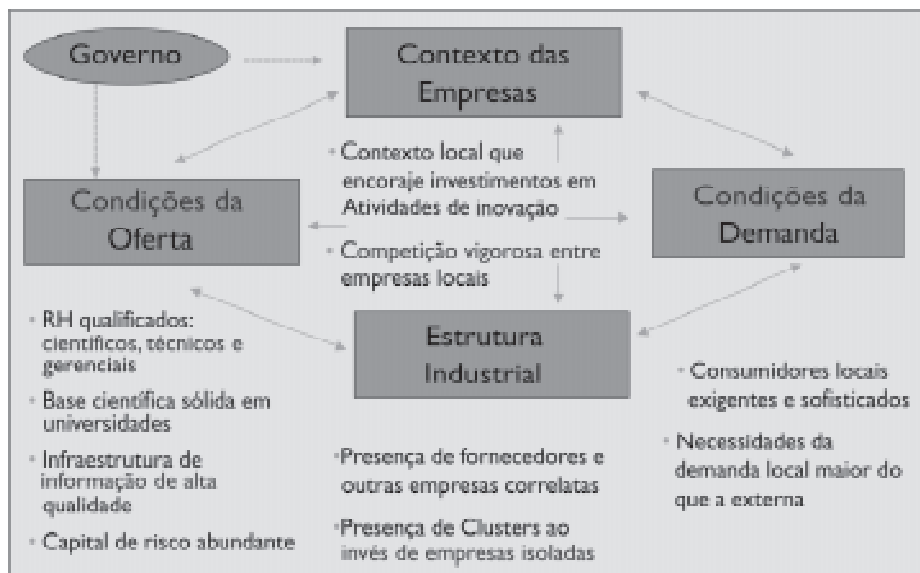 Governo
Contexto das
Empresas
• Contexto local que
encoraje investimentos em
Atividades de inovação
• Competição vigorosa entre
empresas locais
Condições da
Oferta
Condições da
Demanda
Estrutura
Industrial
• RH qualificados:
científicos, técnicos e
gerenciais
• Base científica sólida em
universidades
• Infraestrutura de
informação de alta
qualidade
• Capital de risco abundante
• Presença de fornecedores e
outras empresas correlatas
• Presença de Clusters ao
invés de empresas isoladas
• Consumidores locais
exigentes e sofisticados
• Necessidades da
demanda local maior do
que a externa